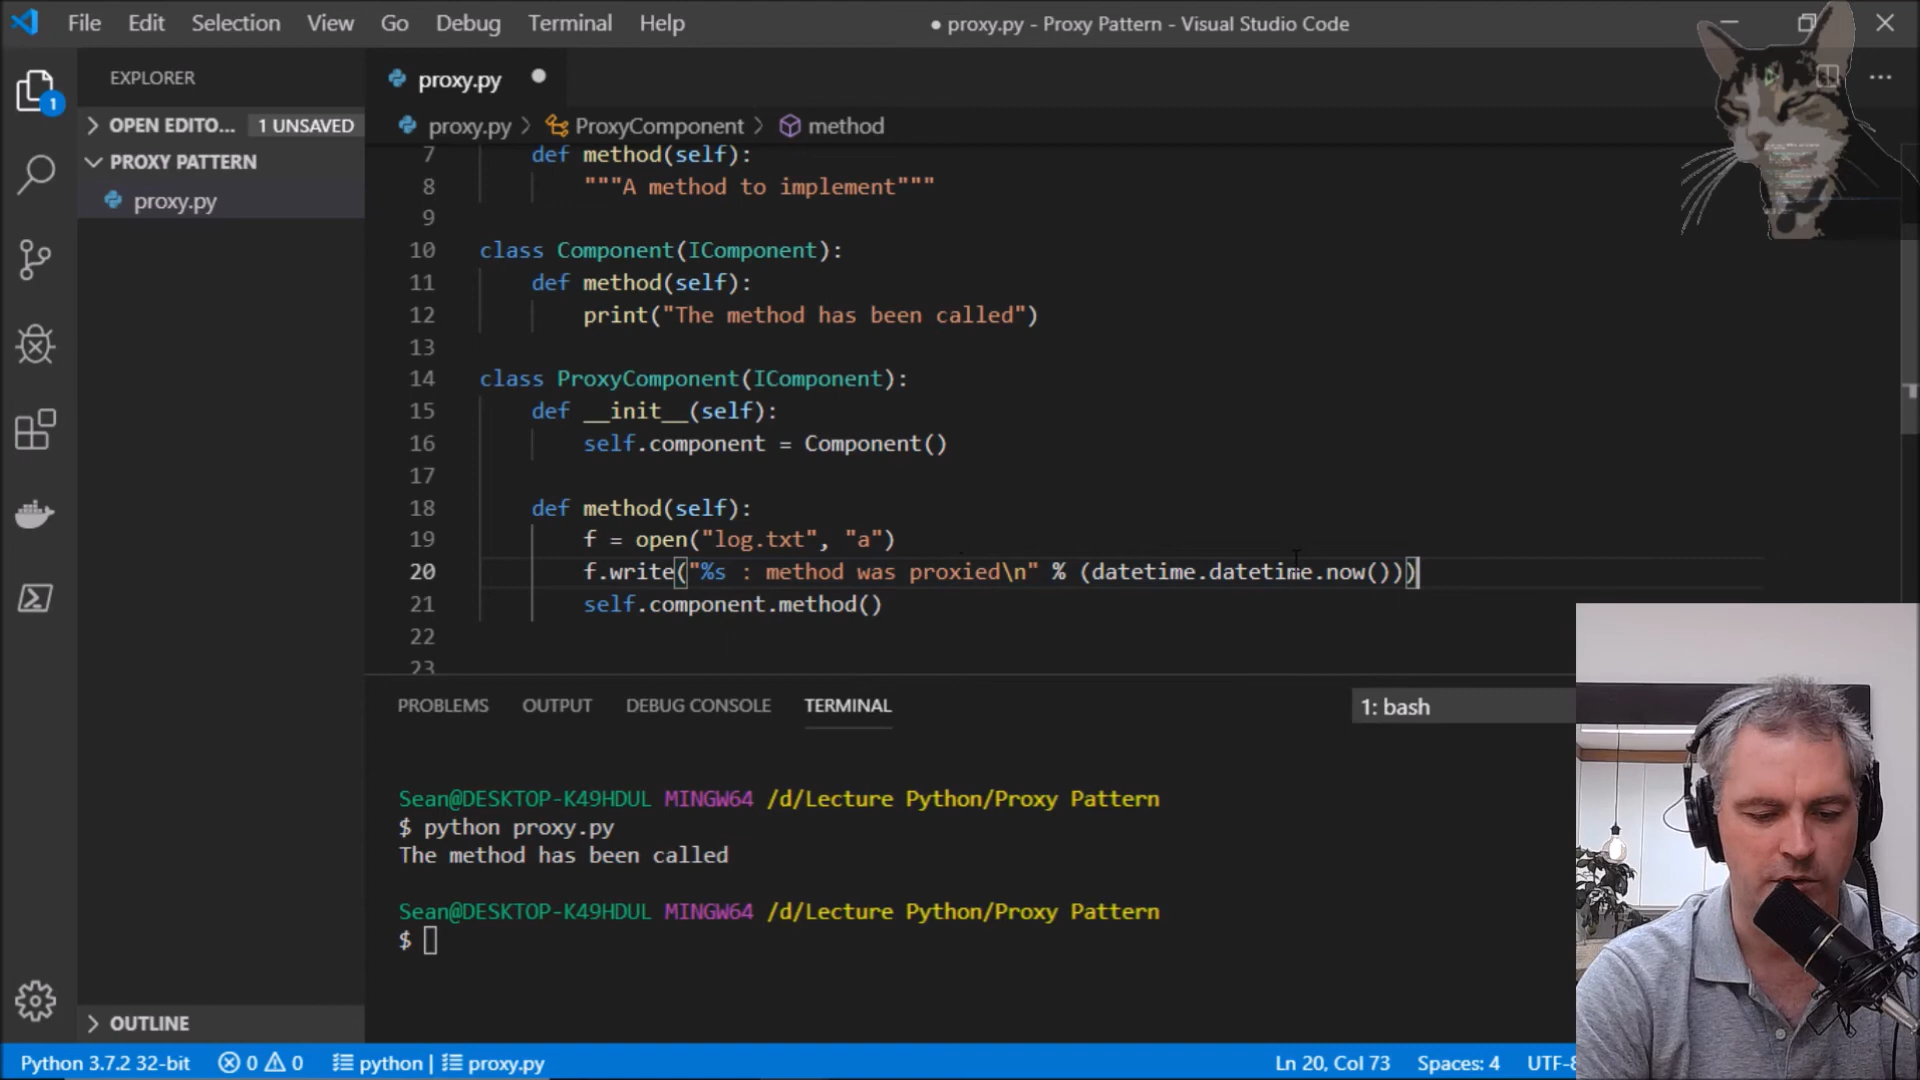 File Edit Selection View Go Debug Terminal Help
● proxy.py - Proxy Pattern - Visual Studio Code
EXPLORER
OPEN EDITO... 1 UNSAVED
PROXY PATTERN
proxy.py
1
proxy.py
proxy.py > ProxyComponent > method
7 def method(self):
8 """A method to implement"""
9
10 class Component(IComponent):
11 def method(self):
12 print("The method has been called")
13
14 class ProxyComponent(IComponent):
15 def __init__(self):
16 self.component = Component()
17
18 def method(self):
19 f = open("log.txt", "a")
20 f.write("%s : method was proxied\n" % (datetime.datetime.now()))
21 self.component.method()
22
23
PROBLEMS OUTPUT DEBUG CONSOLE TERMINAL 1: bash
Sean@DESKTOP-K49HDUL MINGW64 /d/Lecture Python/Proxy Pattern
$ python proxy.py
The method has been called
Sean@DESKTOP-K49HDUL MINGW64 /d/Lecture Python/Proxy Pattern
$
OUTLINE
Python 3.7.2 32-bit 0 0 python | proxy.py Ln 20, Col 73 Spaces: 4 UTF-8